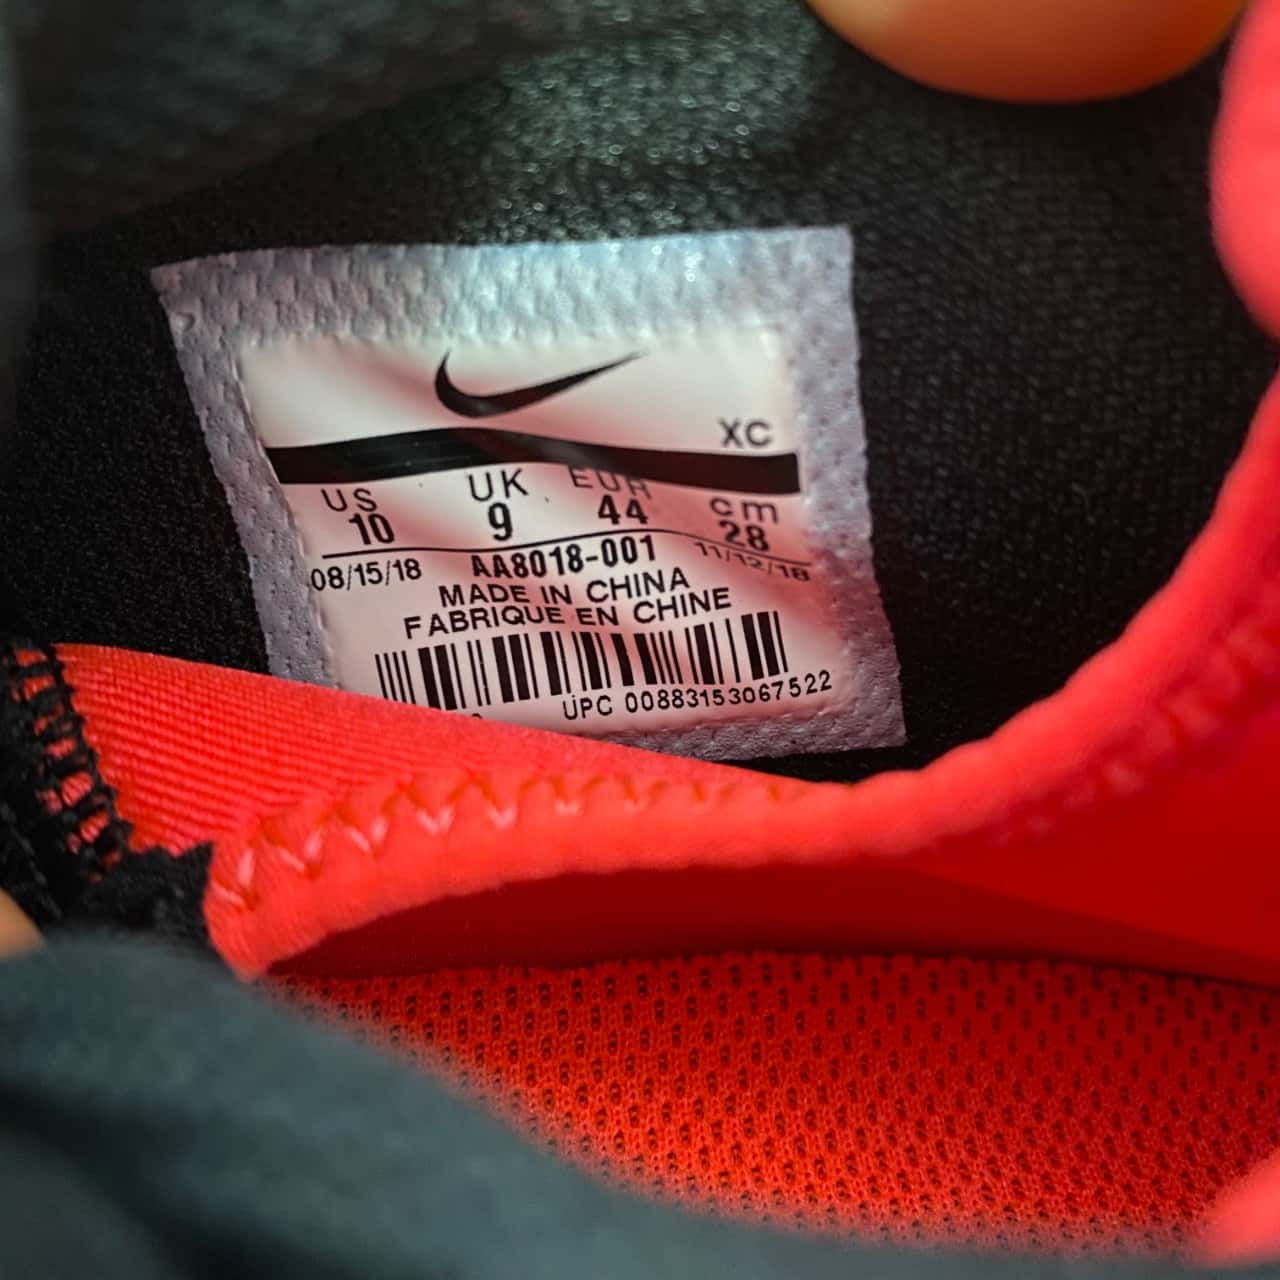 XC
US UK EUR cm
10 9 44 28
08/15/18 AA8018-001 11/12/18
MADE IN CHINA
FABRIQUE EN CHINE
UPC 00883153067522